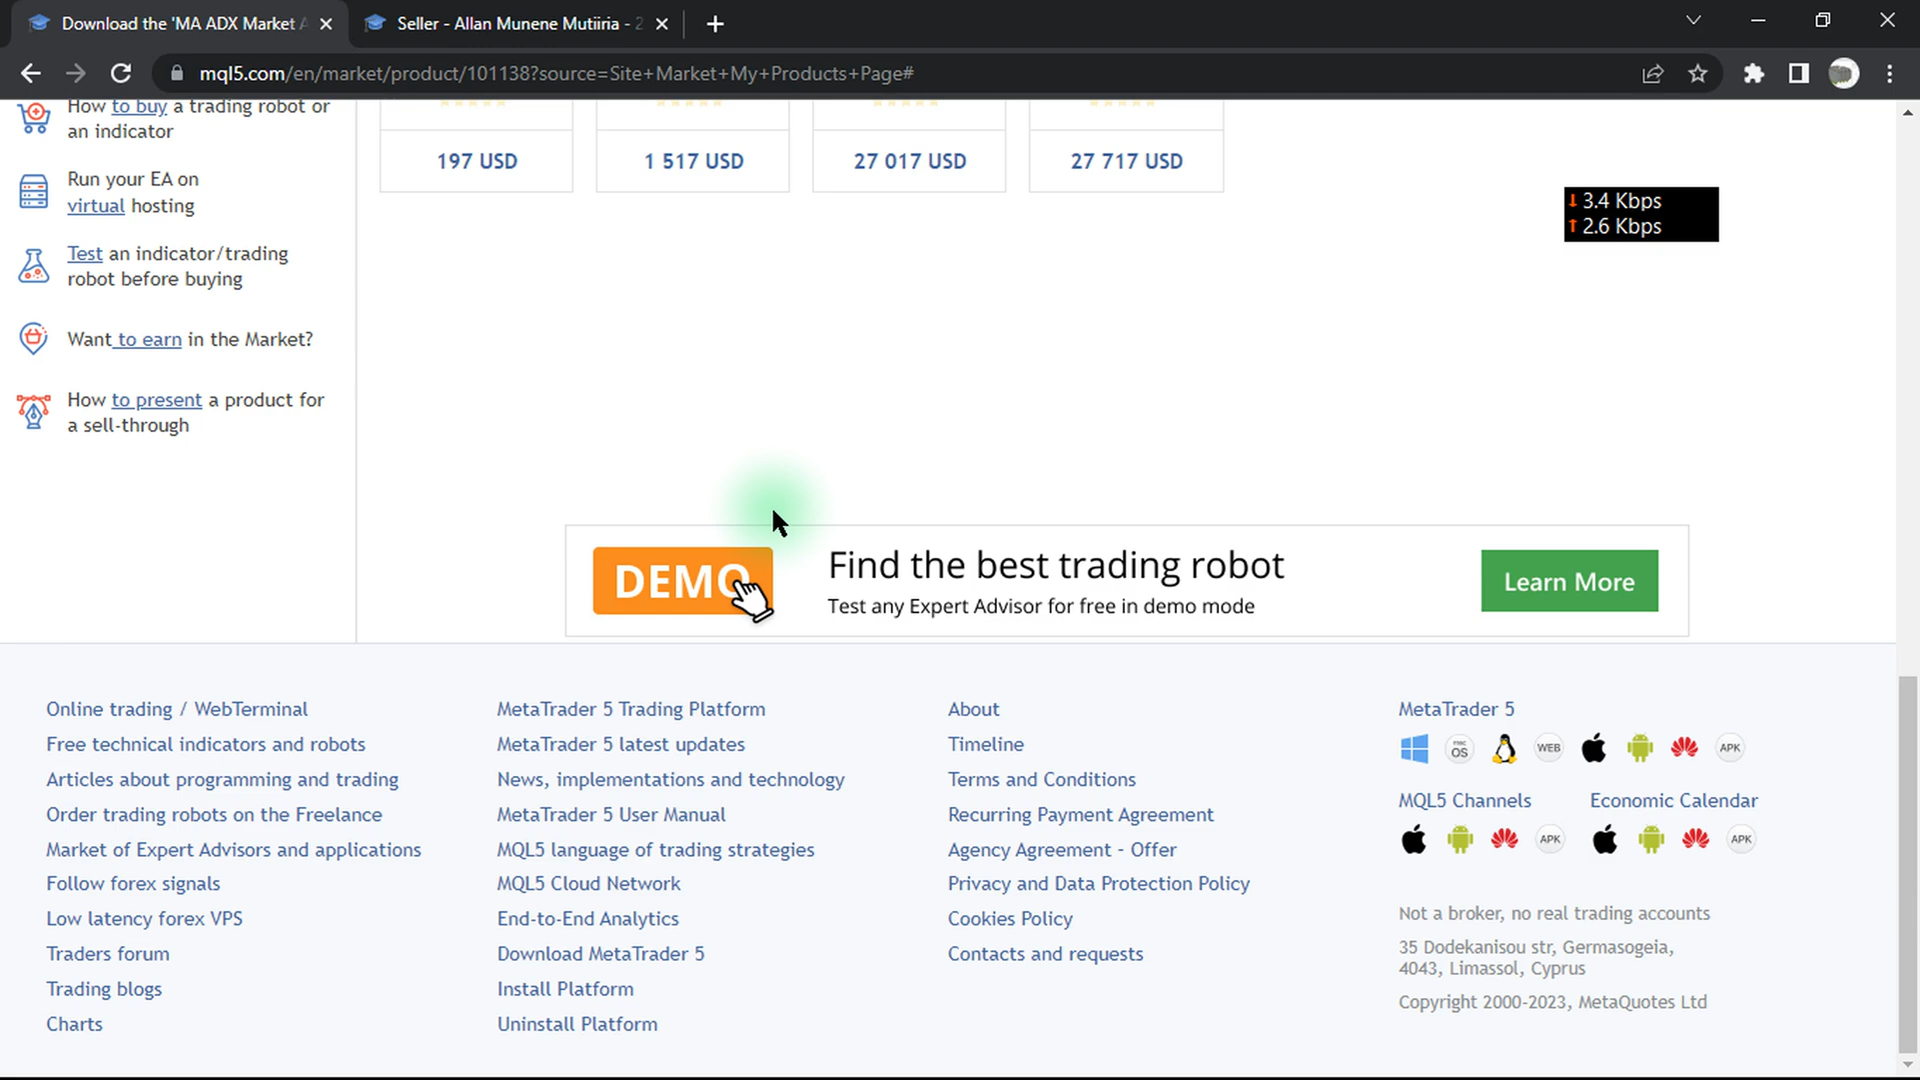 Download the 'MA ADX Market A
Seller - Allan Munene Mutiiria - 2
mql5.com/en/market/product/101138?source=Site+Market+My+Products+Page#
How to buy a trading robot or
an indicator
Run your EA on
virtual hosting
Test an indicator/trading
robot before buying
Want to earn in the Market?
How to present a product for
a sell-through
197 USD
1 517 USD
27 017 USD
27 717 USD
3.4 Kbps
2.6 Kbps
DEMO
Find the best trading robot
Test any Expert Advisor for free in demo mode
Learn More
Online trading / WebTerminal
Free technical indicators and robots
Articles about programming and trading
Order trading robots on the Freelance
Market of Expert Advisors and applications
Follow forex signals
Low latency forex VPS
Traders forum
Trading blogs
Charts
MetaTrader 5 Trading Platform
MetaTrader 5 latest updates
News, implementations and technology
MetaTrader 5 User Manual
MQL5 language of trading strategies
MQL5 Cloud Network
End-to-End Analytics
Download MetaTrader 5
Install Platform
Uninstall Platform
About
Timeline
Terms and Conditions
Recurring Payment Agreement
Agency Agreement - Offer
Privacy and Data Protection Policy
Cookies Policy
Contacts and requests
MetaTrader 5
OS
WEB
APK
MQL5 Channels
APK
Economic Calendar
APK
Not a broker, no real trading accounts
35 Dodekanisou str, Germasogeia,
4043, Limassol, Cyprus
Copyright 2000-2023, MetaQuotes Ltd